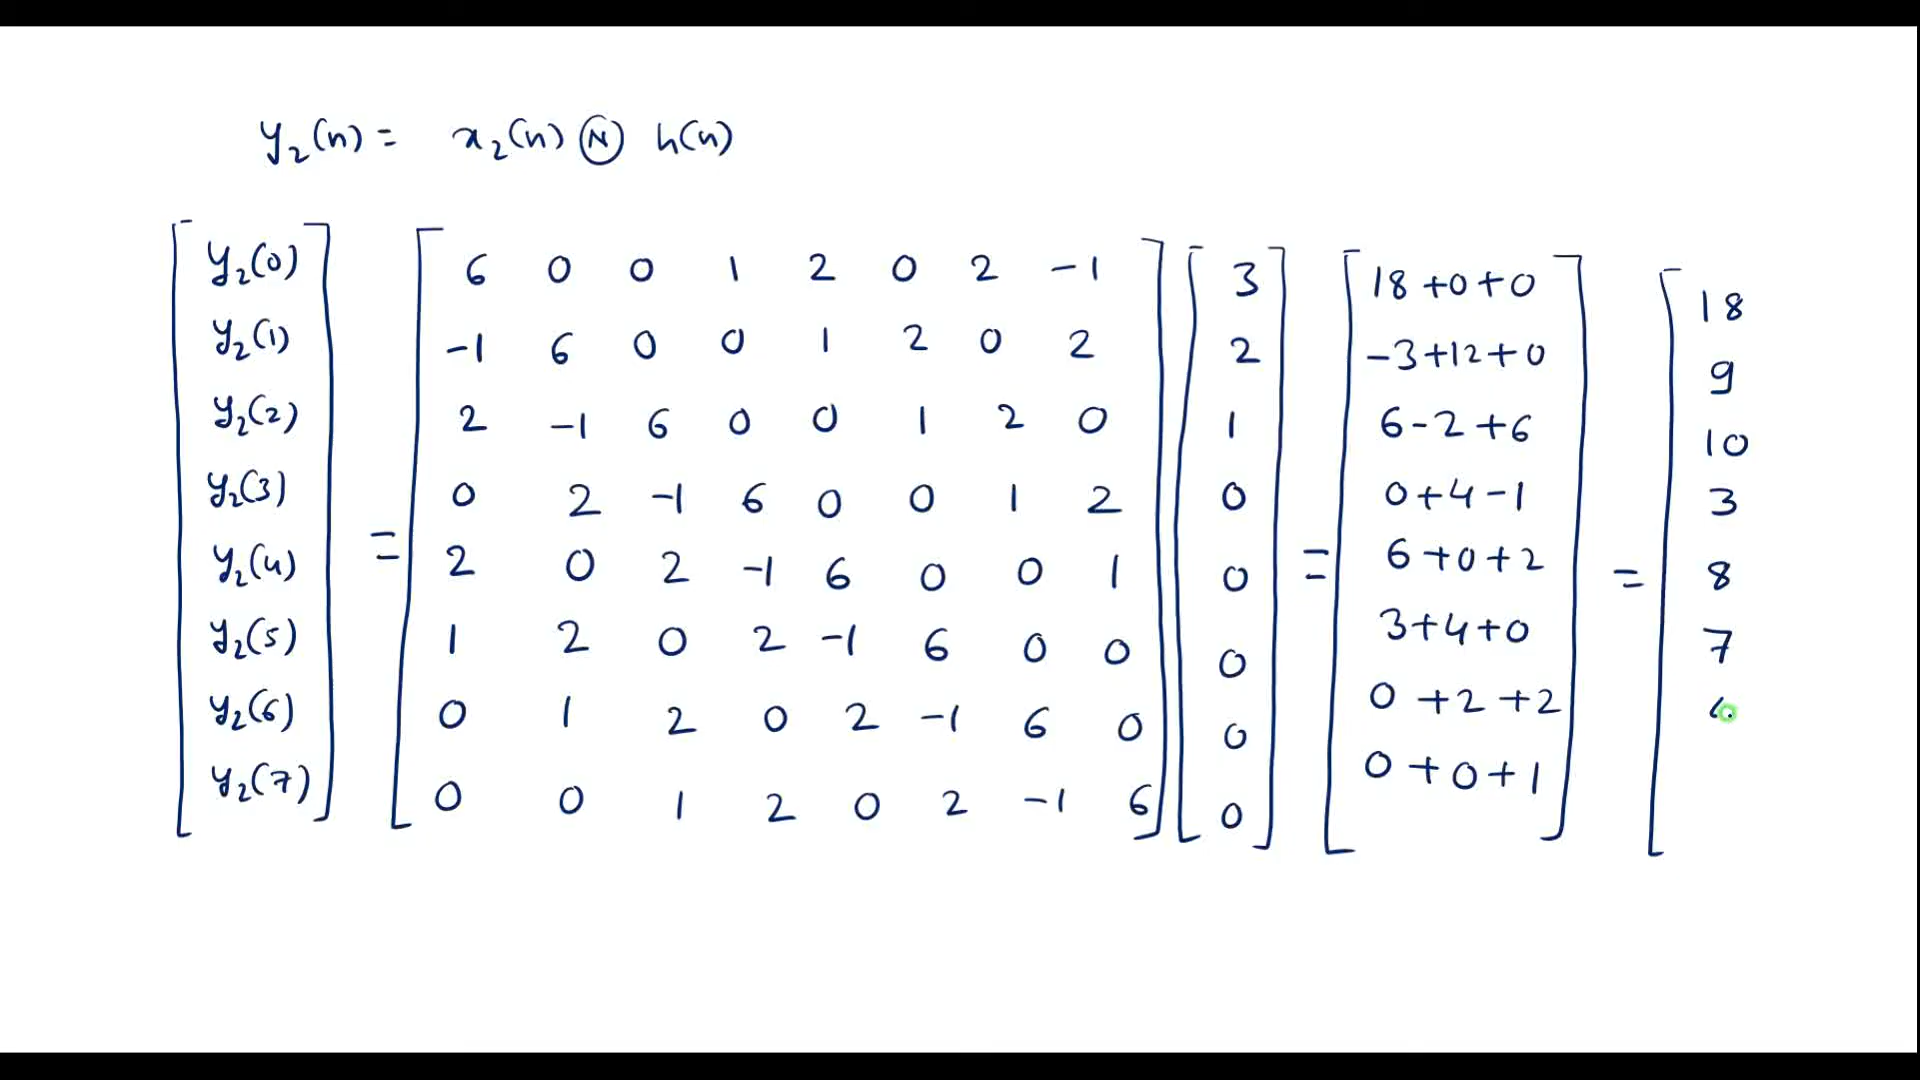 y₂(n) = x₂(n) Ⓝ h(n)
y₂(0) 6 0 0 1 2 0 2 -1 3 18+0+0 18
y₂(1) -1 6 0 0 1 2 0 2 2 -3+12+0 9
y₂(2) 2 -1 6 0 0 1 2 0 1 6-2+6 10
y₂(3) 0 2 -1 6 0 0 1 2 0 0+4-1 3
y₂(4) = 2 0 2 -1 6 0 0 1 0 = 6+0+2 = 8
y₂(5) 1 2 0 2 -1 6 0 0 0 3+4+0 7
y₂(6) 0 1 2 0 2 -1 6 0 0 0+2+2
y₂(7) 0 0 1 2 0 2 -1 6 0 0+0+1